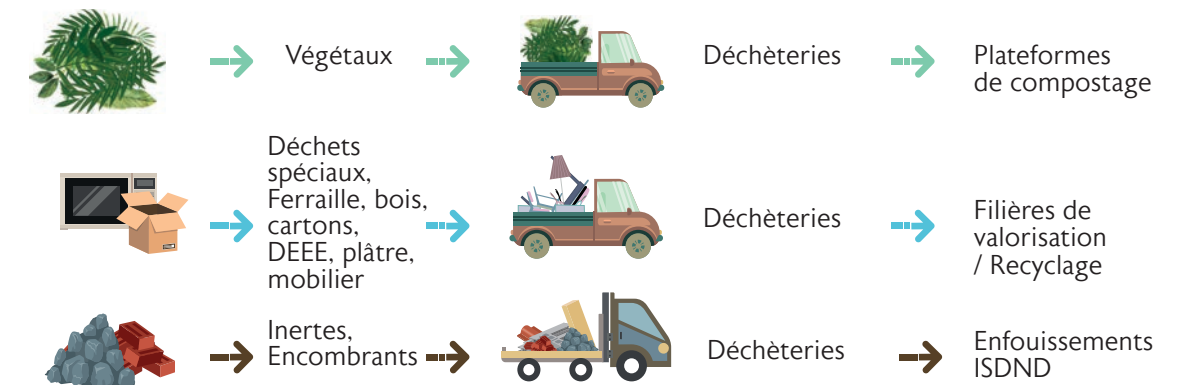 Végétaux
Déchèteries
Plateformes
de compostage
Déchets
spéciaux,
Ferraille, bois,
cartons,
DEEE, plâtre,
mobilier
Déchèteries
Filières de
valorisation
/ Recyclage
Inertes,
Encombrants
Déchèteries
Enfouissements
ISDND